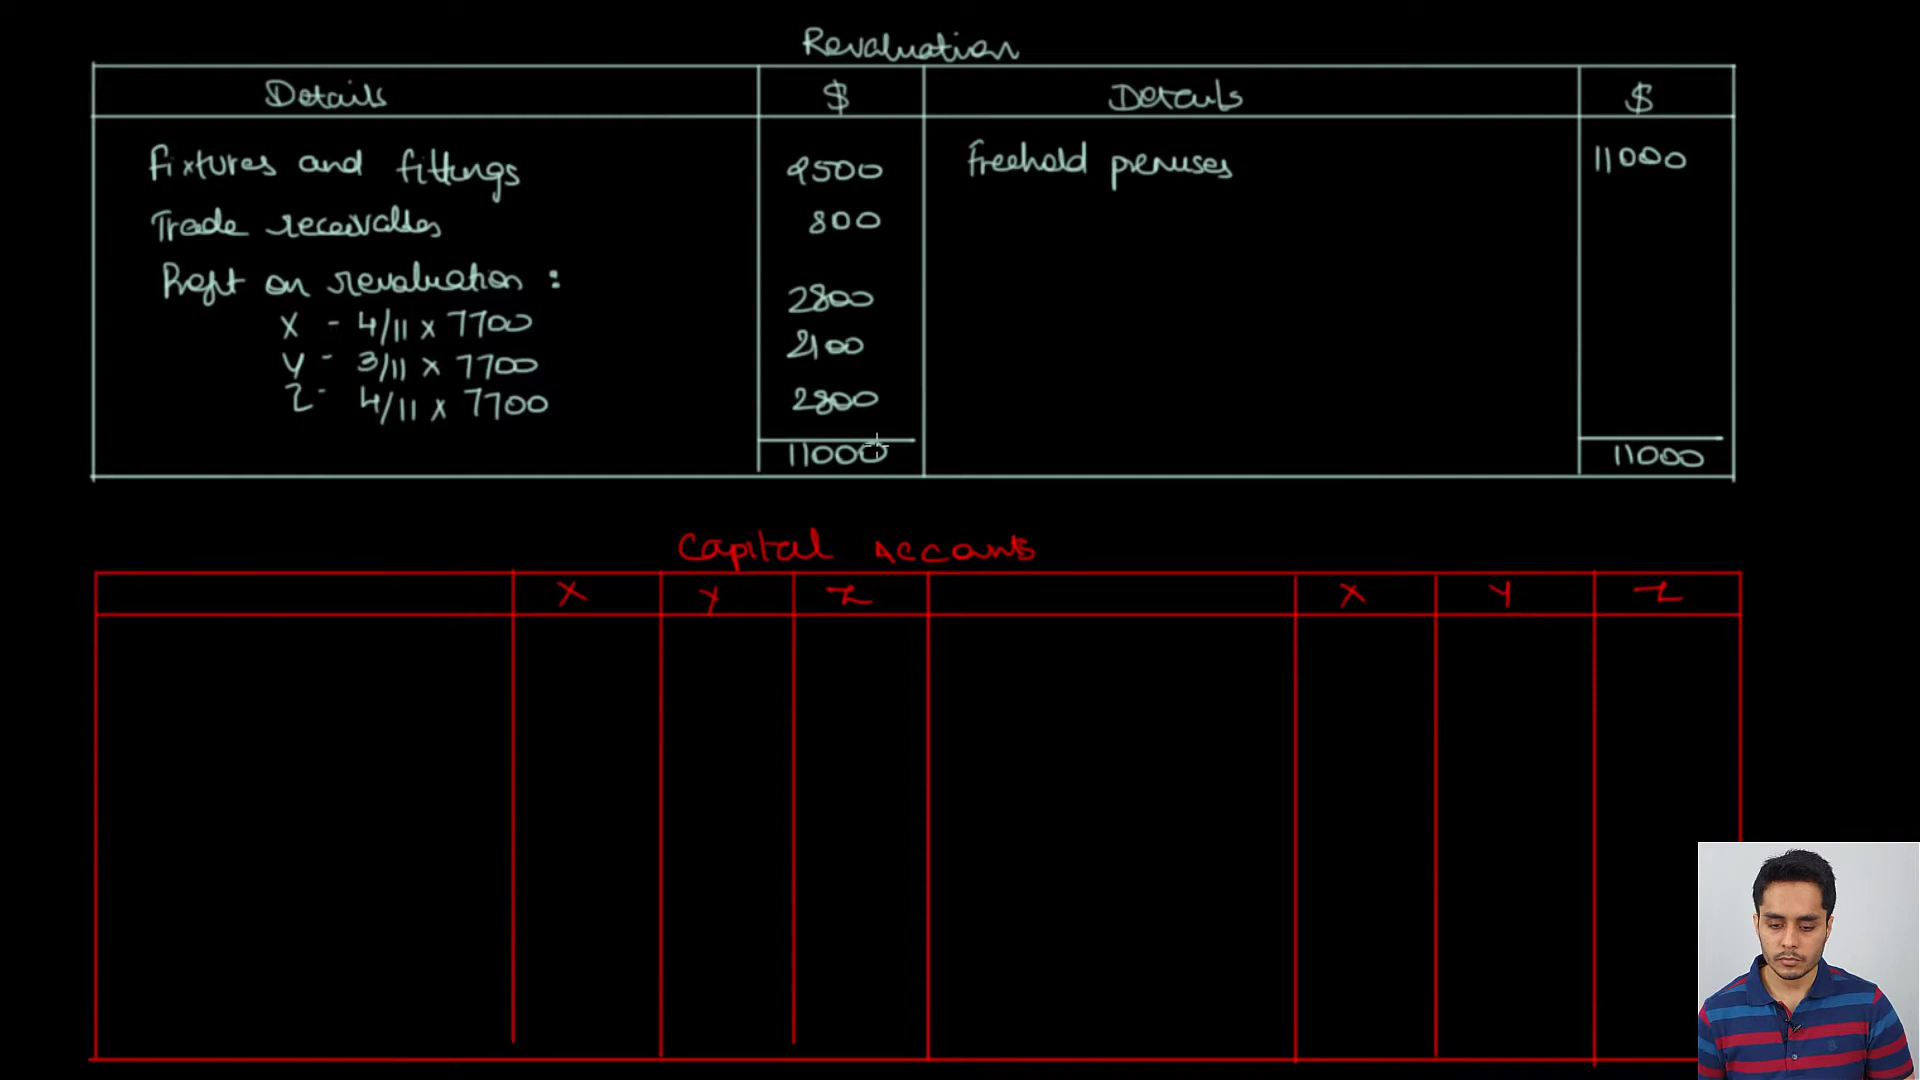 Revaluation
Details $ Details $
Fixtures and fittings 2500 Freehold premises 11000
Trade receivables 800
Profit on revaluation :
2800
X - 4/11 x 7700
Y - 3/11 x 7700 2100
Z - 4/11 x 7700 2800
11000 11000
Capital Accounts
X Y Z X Y Z